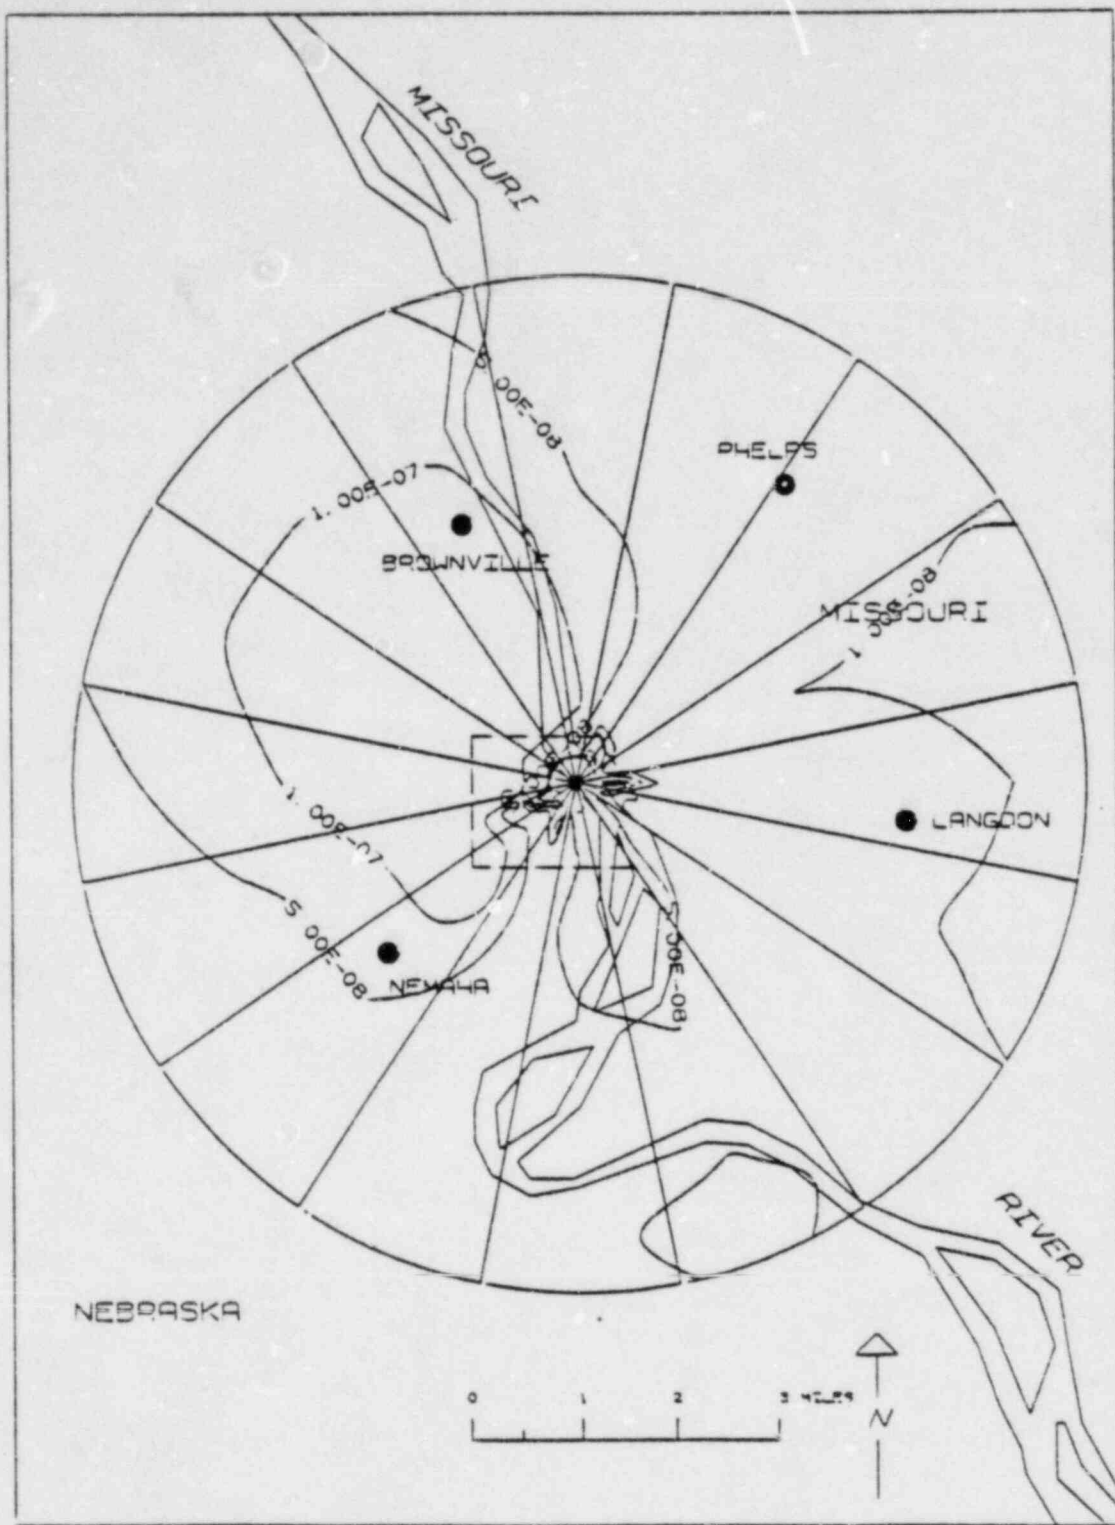 MISSOURI
5.00E-08
PHELPS
1.00E-07
BROWNVILLE
1.00E-08
MISSOURI
LANGDON
1.00E-07
5.00E-08
NEMAHA
5.00E-08
RIVER
NEBRASKA
0 1 2 3 MILES
N